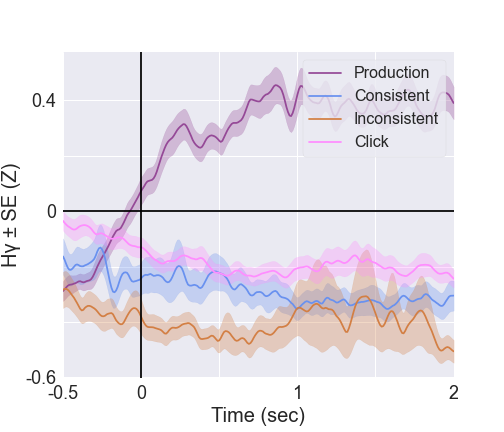 Production
Consistent
Inconsistent
Click
Hγ ± SE (Z)
0.4
0
-0.6
-0.5 0 1 2
Time (sec)